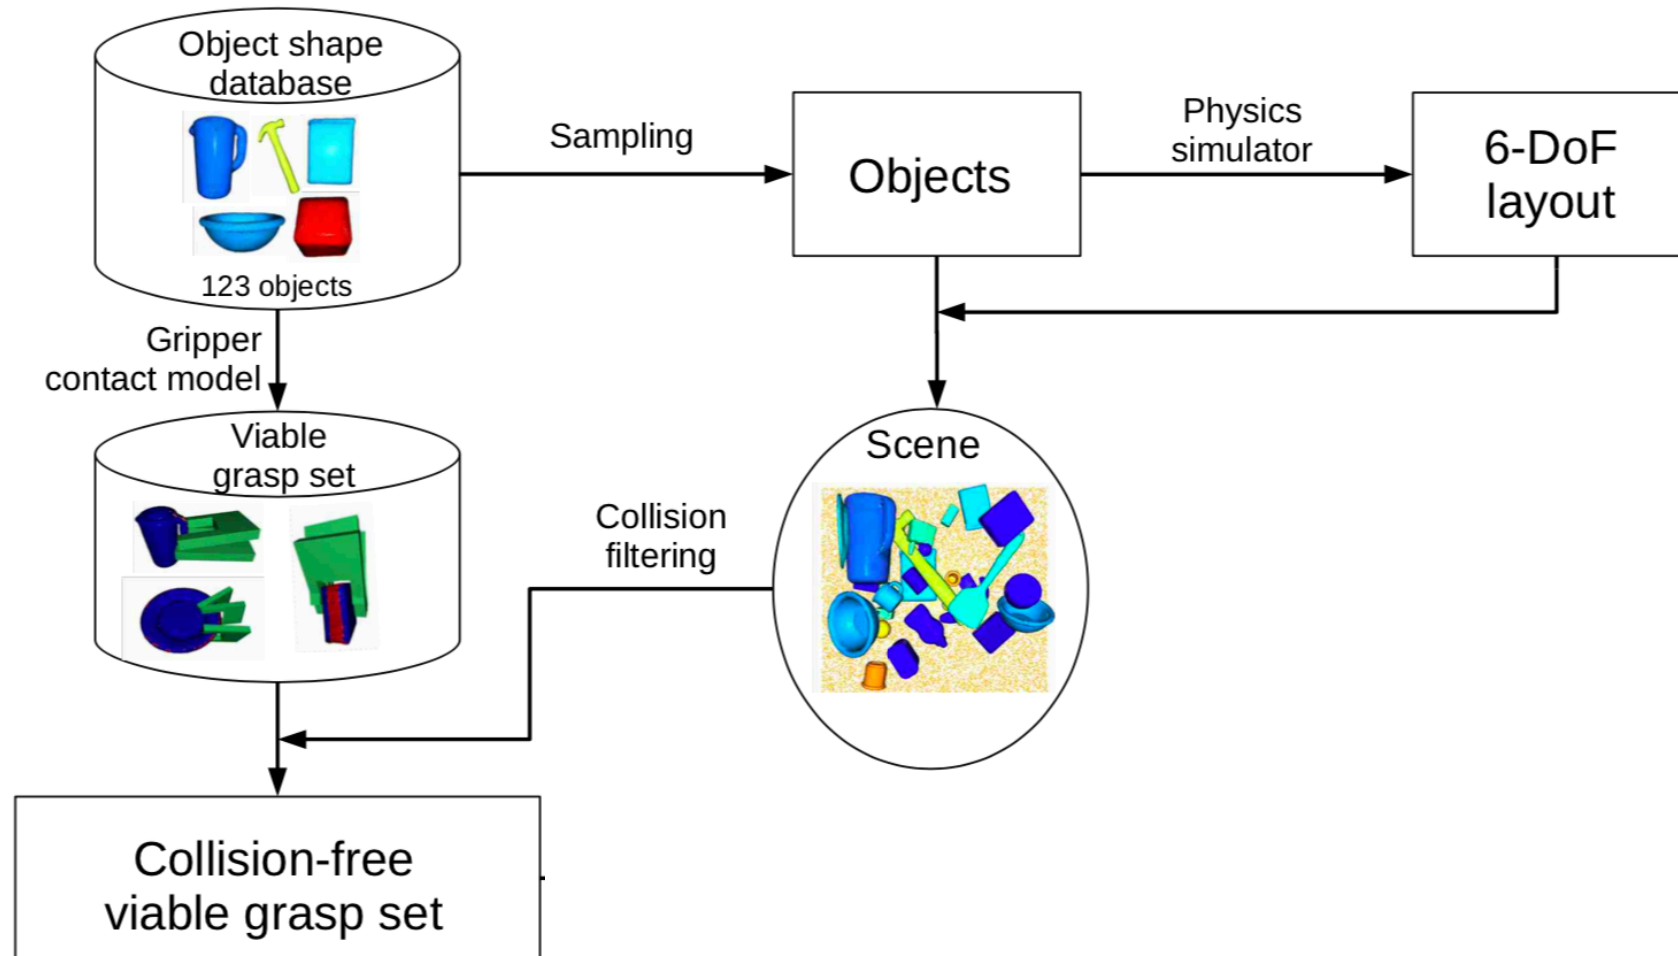 Object shape
database
123 objects
Sampling
Objects
Physics
simulator
6-DoF
layout
Gripper
contact model
Viable
grasp set
Collision
filtering
Scene
Collision-free
viable grasp set